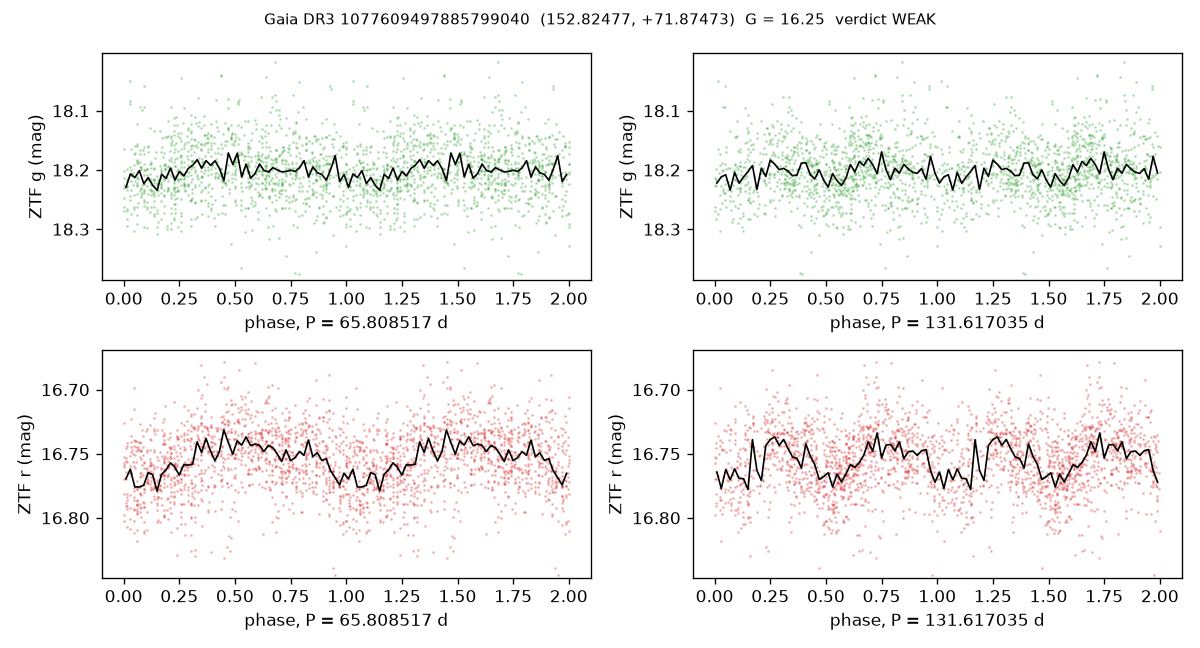 Gaia DR3 1077609497885799040 (152.82477, +71.87473) G = 16.25 verdict WEAK
ZTF g (mag)
18.1
18.2
18.3
0.00 0.25 0.50 0.75 1.00 1.25 1.50 1.75 2.00
phase, P = 65.808517 d
ZTF g (mag)
18.1
18.2
18.3
0.00 0.25 0.50 0.75 1.00 1.25 1.50 1.75 2.00
phase, P = 131.617035 d
ZTF r (mag)
16.70
16.75
16.80
0.00 0.25 0.50 0.75 1.00 1.25 1.50 1.75 2.00
phase, P = 65.808517 d
ZTF r (mag)
16.70
16.75
16.80
0.00 0.25 0.50 0.75 1.00 1.25 1.50 1.75 2.00
phase, P = 131.617035 d